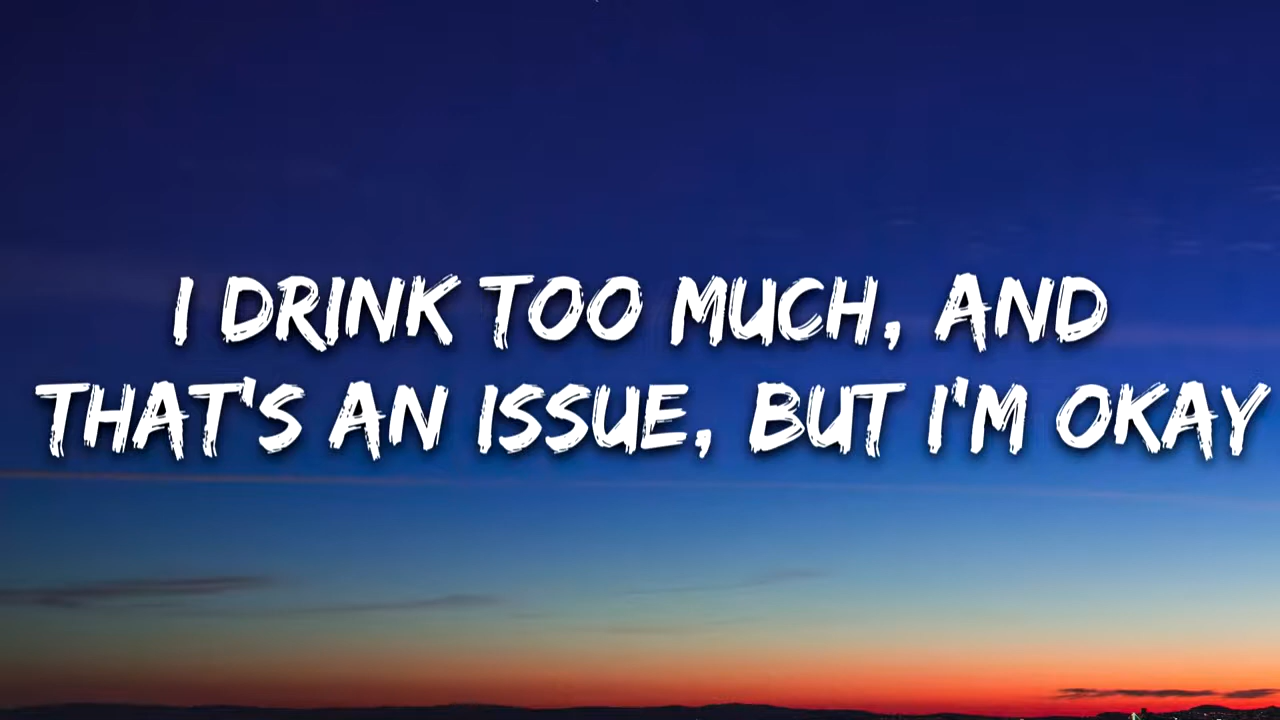 I DRINK TOO MUCH, AND
THAT'S AN ISSUE, BUT I'M OKAY